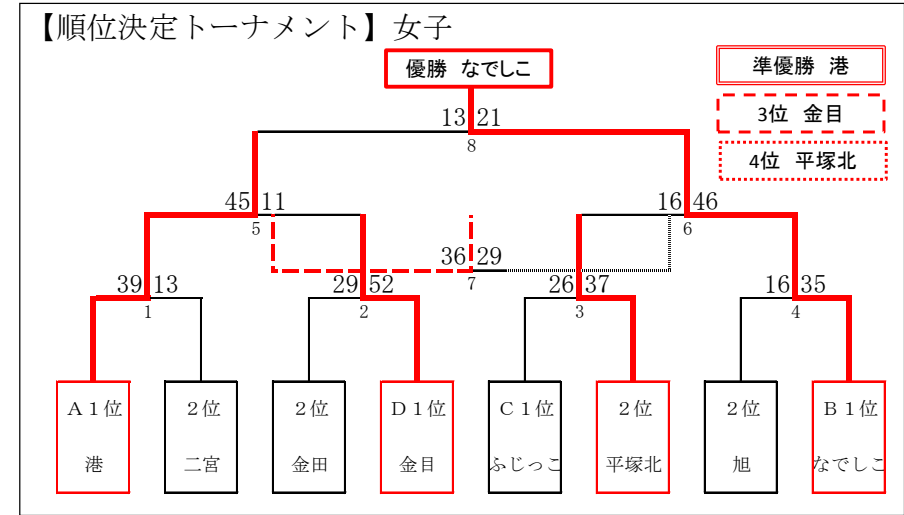 【順位決定トーナメント】女子
優勝 なでしこ
準優勝 港
3位 金目
4位 平塚北
13 21
8
45 11
5
16 46
6
36 29
7
39 13
1
29 52
2
26 37
3
16 35
4
A1位 2位 2位 D1位 C1位 2位 2位 B1位
港 二宮 金田 金目 ふじっこ 平塚北 旭 なでしこ